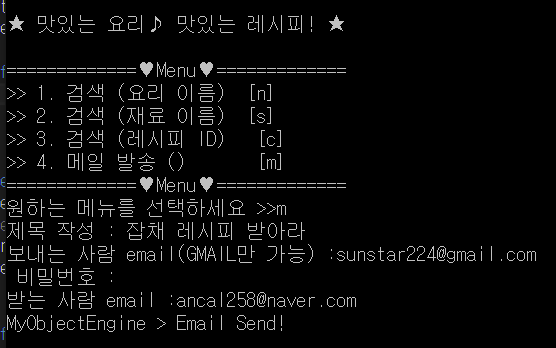 ★ 맛있는 요리♪ 맛있는 레시피! ★
=============♥Menu♥=============
>> 1. 검색 (요리 이름)  [n]
>> 2. 검색 (재료 이름)  [s]
>> 3. 검색 (레시피 ID)   [c]
>> 4. 메일 발송 ()       [m]
=============♥Menu♥=============
원하는 메뉴를 선택하세요 >>m
제목 작성 : 잡채 레시피 받아라
보내는 사람 email(GMAIL만 가능) :sunstar224@gmail.com
 비밀번호 :
받는 사람 email :ancal258@naver.com
MyObjectEngine > Email Send!